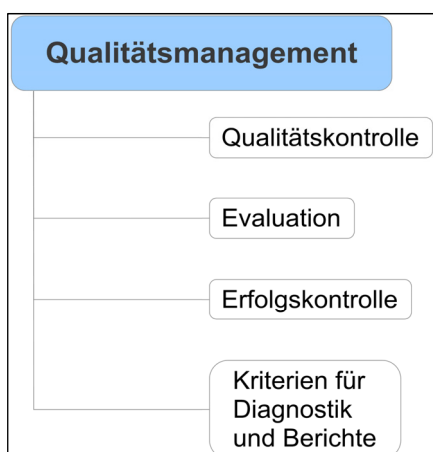 Qualitätsmanagement
Qualitätskontrolle
Evaluation
Erfolgskontrolle
Kriterien für
Diagnostik
und Berichte